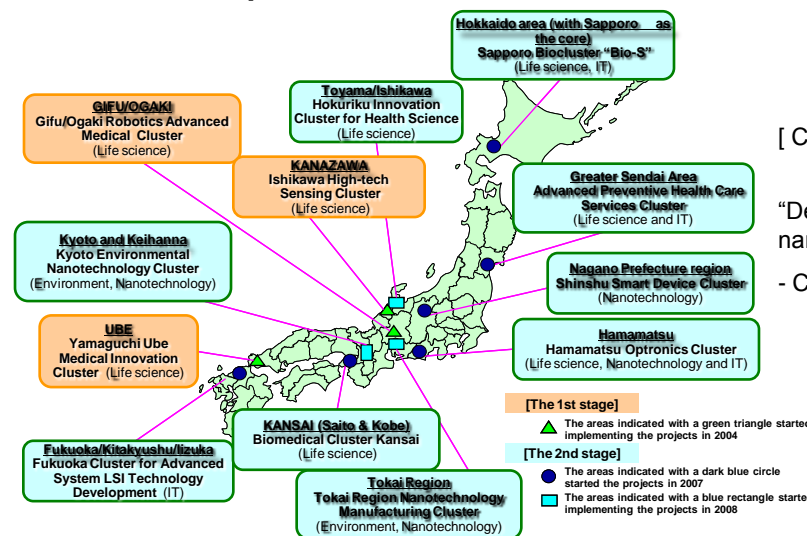 Hokkaido area (with Sapporo as
the core)
Sapporo Biocluster “Bio-S”
(Life science, IT)
GIFU/OGAKI
Gifu/Ogaki Robotics Advanced
Medical Cluster
(Life science)
Toyama/Ishikawa
Hokuriku Innovation
Cluster for Health Science
(Life science)
KANAZAWA
Ishikawa High-tech
Sensing Cluster
(Life science)
Greater Sendai Area
Advanced Preventive Health Care
Services Cluster
(Life science and IT)
[ C
“De
nar
- C
Kyoto and Keihanna
Kyoto Environmental
Nanotechnology Cluster
(Environment, Nanotechnology)
Nagano Prefecture region
Shinshu Smart Device Cluster
(Nanotechnology)
UBE
Yamaguchi Ube
Medical Innovation
Cluster (Life science)
Hamamatsu
Hamamatsu Optronics Cluster
(Life science, Nanotechnology and IT)
Fukuoka/Kitakyushu/Iizuka
Fukuoka Cluster for Advanced
System LSI Technology
Development (IT)
KANSAI (Saito & Kobe)
Biomedical Cluster Kansai
(Life science)
Tokai Region
Tokai Region Nanotechnology
Manufacturing Cluster
(Environment, Nanotechnology)
[The 1st stage]
The areas indicated with a green triangle started
implementing the projects in 2004
[The 2nd stage]
The areas indicated with a dark blue circle
started the projects in 2007
The areas indicated with a blue rectangle starte
implementing the projects in 2008